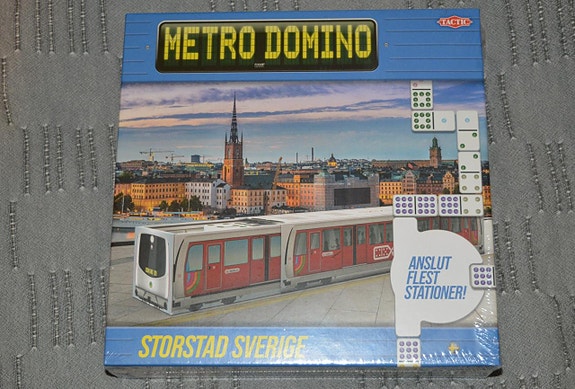 METRO DOMINO
TACTIC
ANSLUT
FLEST
STATIONER!
STORSTAD SVERIGE